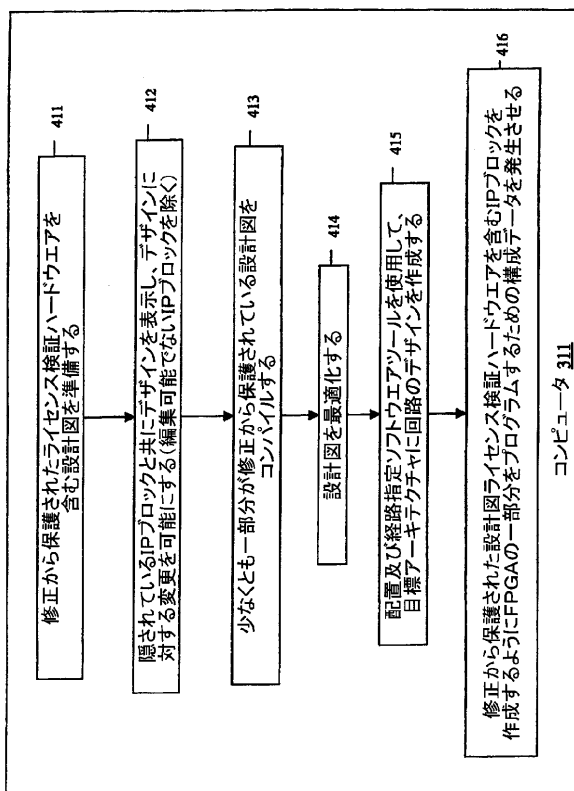 修正から保護されたライセンス検証ハードウエアを
含む設計図を準備する
411
隠されているIPブロックと共にデザインを表示し、デザインに
対する変更を可能にする(編集可能でないIPブロックを除く)
412
少なくとも一部分が修正から保護されている設計図を
コンパイルする
413
設計図を最適化する
414
配置及び経路指定ソフトウエアツールを使用して、
目標アーキテクチャに回路のデザインを作成する
415
修正から保護された設計図ライセンス検証ハードウエアを含むIPブロックを
作成するようにFPGAの一部分をプログラムするための構成データを発生させる
416
コンピュータ 311